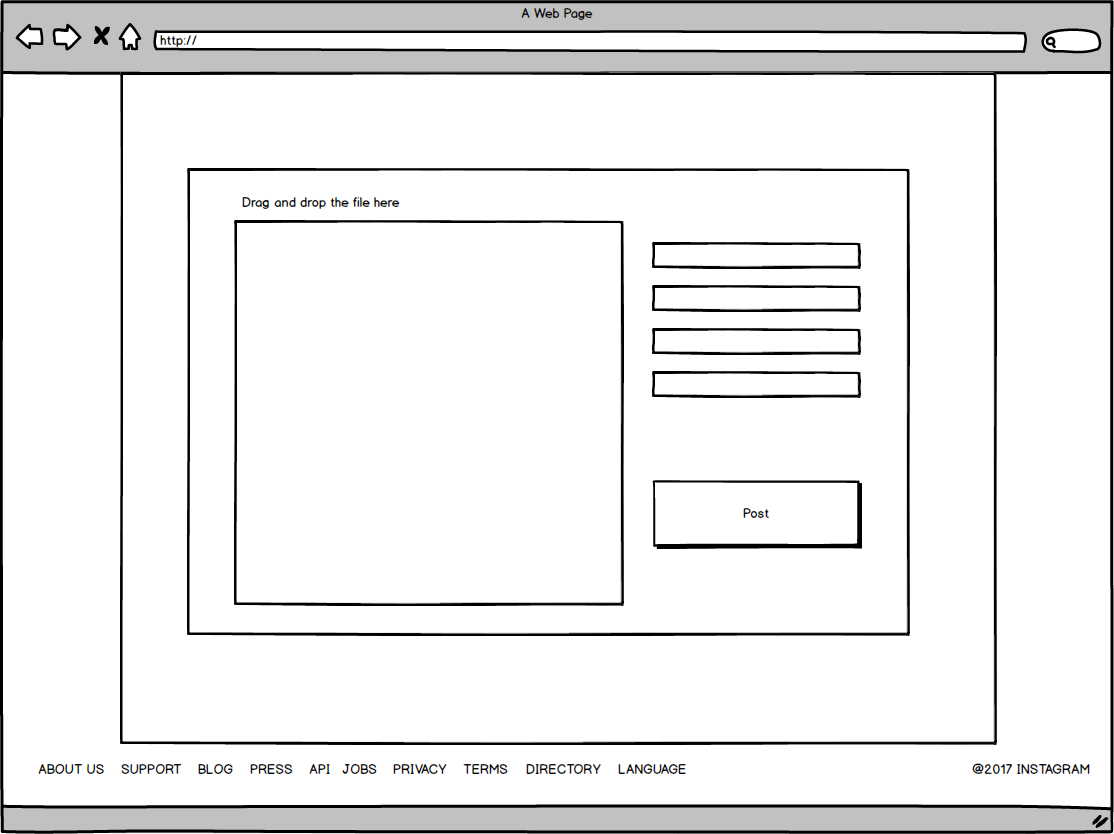 A Web Page
http://
Drag and drop the file here
Post
ABOUT US SUPPORT BLOG PRESS API JOBS PRIVACY TERMS DIRECTORY LANGUAGE @2017 INSTAGRAM